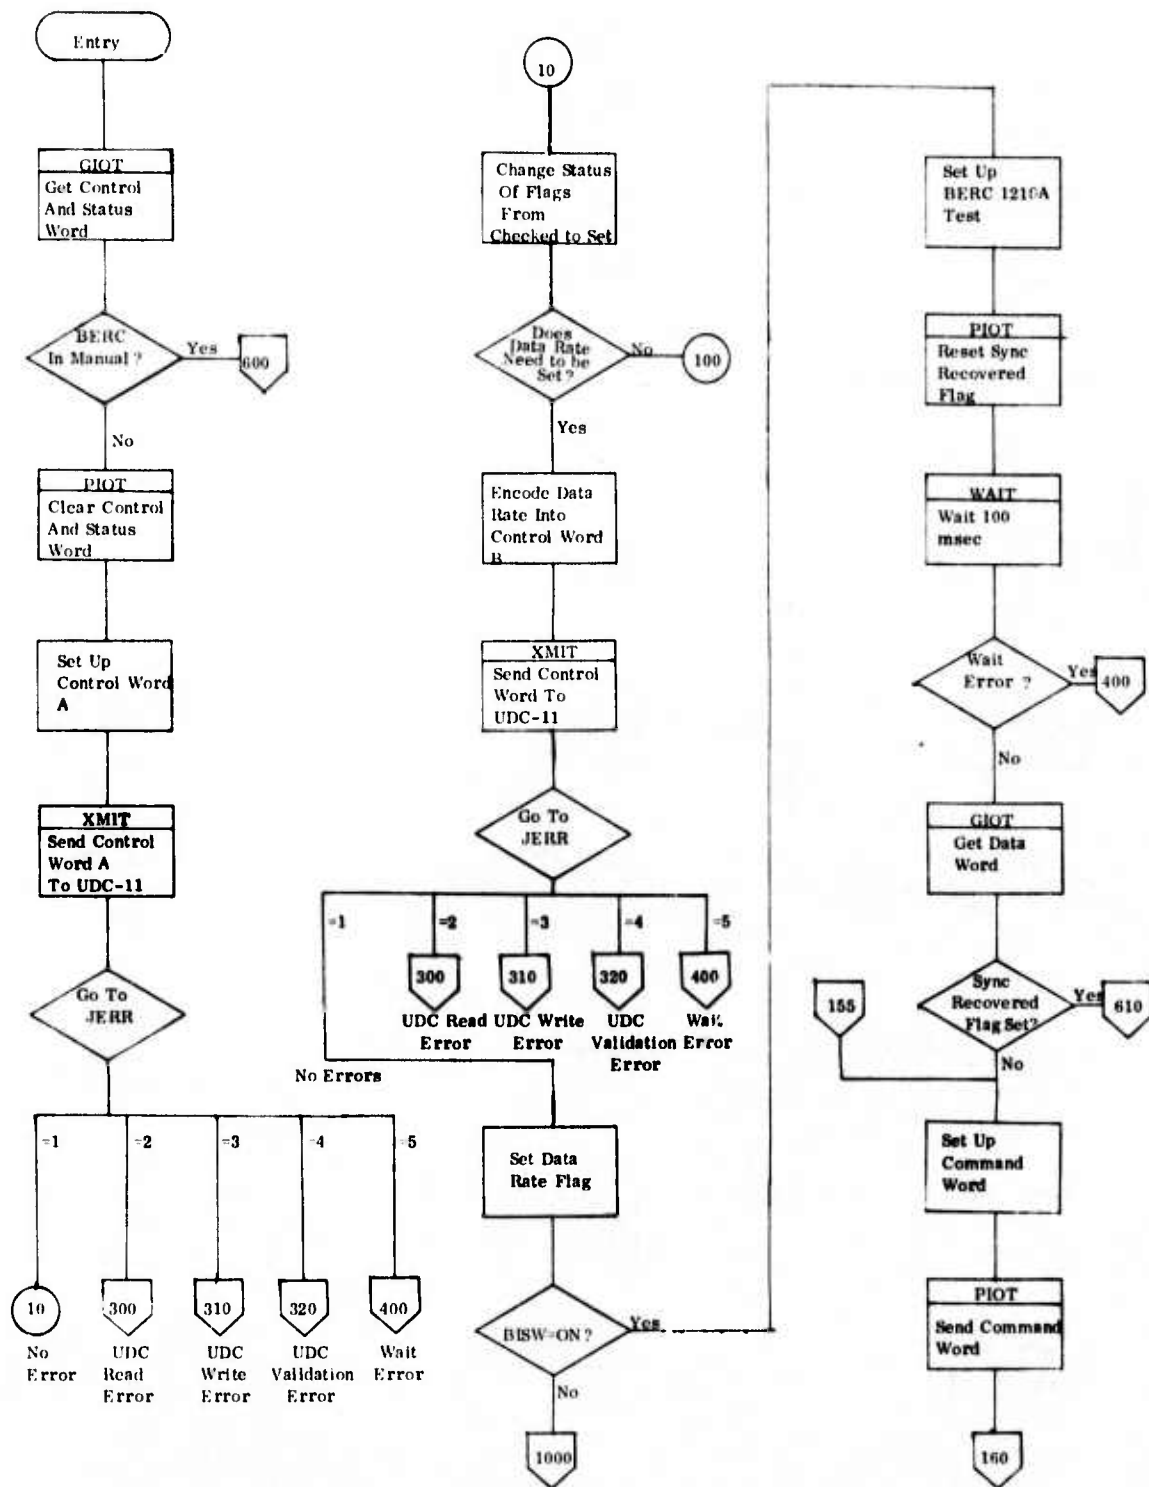 Entry
GIOT
Get Control
And Status
Word
BERC
In Manual ?
Yes
600
No
PIOT
Clear Control
And Status
Word
Set Up
Control Word
A
XMIT
Send Control
Word A
To UDC-11
Go To
JERR
=1
=2
=3
=4
=5
10
300
310
320
400
No
Error
UDC
Read
Error
UDC
Write
Error
UDC
Validation
Error
Wait
Error
10
Change Status
Of Flags
From
Checked to Set
Does
Data Rate
Need to be
Set ?
No
100
Yes
Encode Data
Rate Into
Control Word
B
XMIT
Send Control
Word To
UDC-11
Go To
JERR
=1
=2
=3
=4
=5
300
310
320
400
UDC Read
Error
UDC Write
Error
UDC
Validation
Error
Wait
Error
No Errors
Set Data
Rate Flag
BISW=ON ?
Yes
No
1000
Set Up
BERC
Test
PIOT
Reset Sync
Recovered
Flag
WAIT
Wait 100
msec
Wait
Error ?
Yes
400
No
GIOT
Get Data
Word
155
Sync
Recovered
Flag Set?
Yes
610
No
Set Up
Command
Word
PIOT
Send Command
Word
160